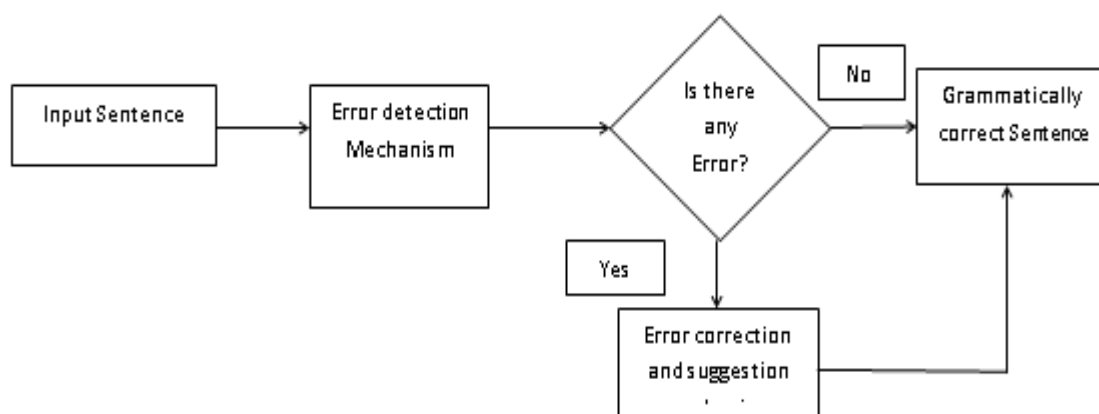 Input Sentence
Error detection
Mechanism
Is there
any
Error?
No
Grammatically
correct Sentence
Yes
Error correction
and suggestion